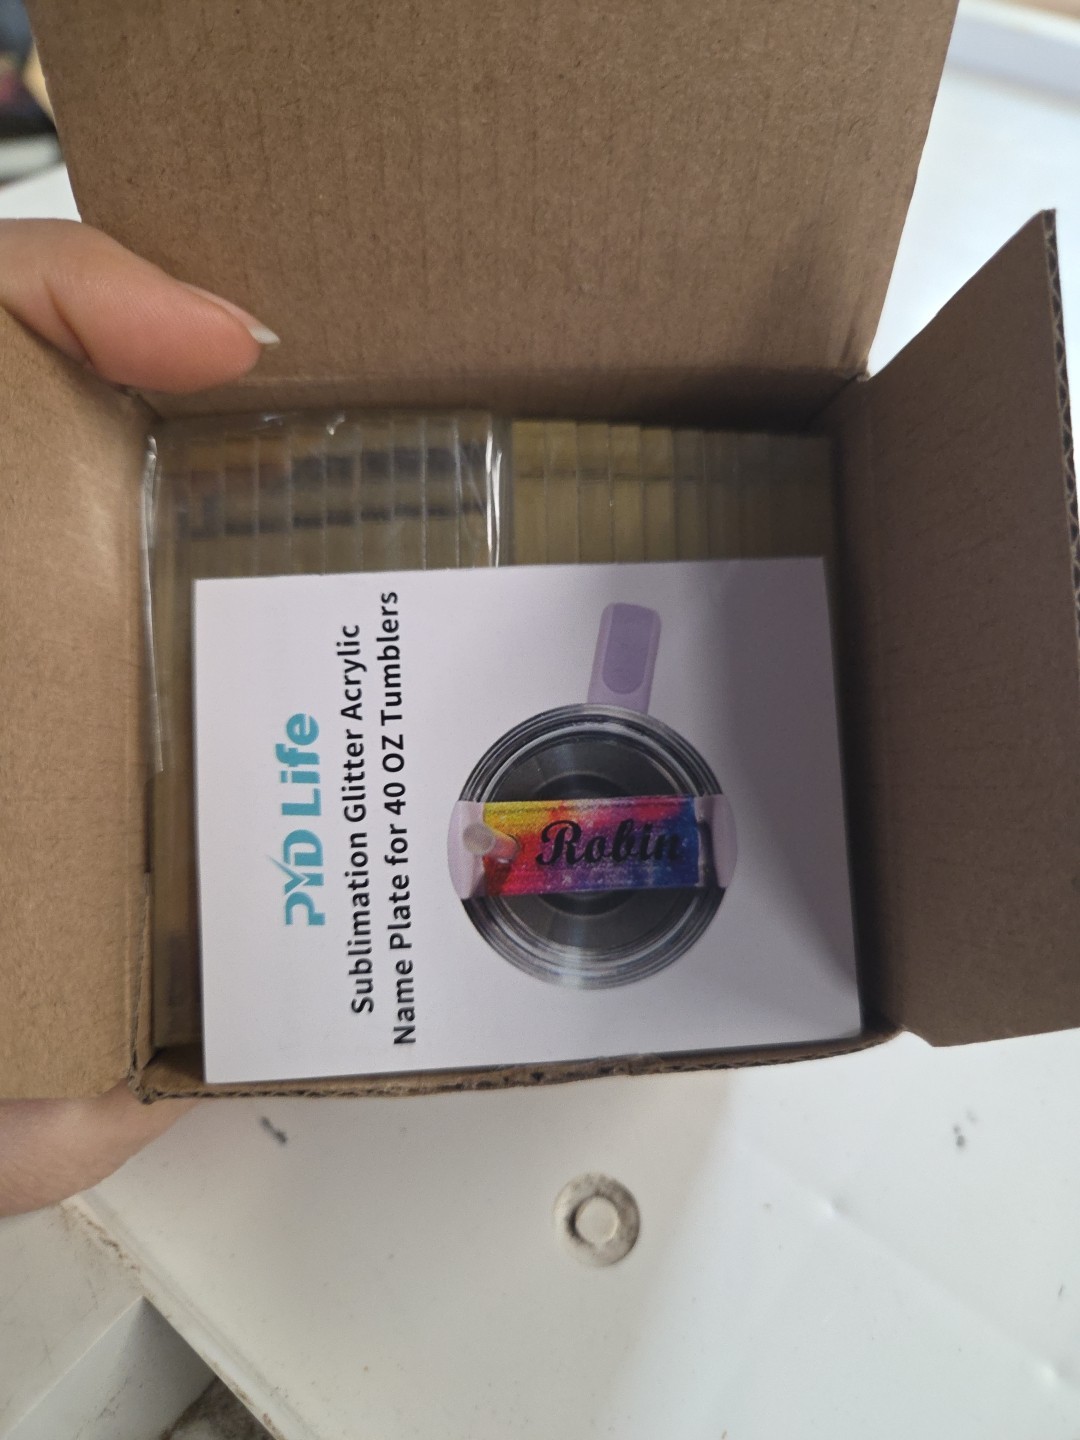 PYD Life
Sublimation Glitter Acrylic
Name Plate for 40 OZ Tumblers
Robin